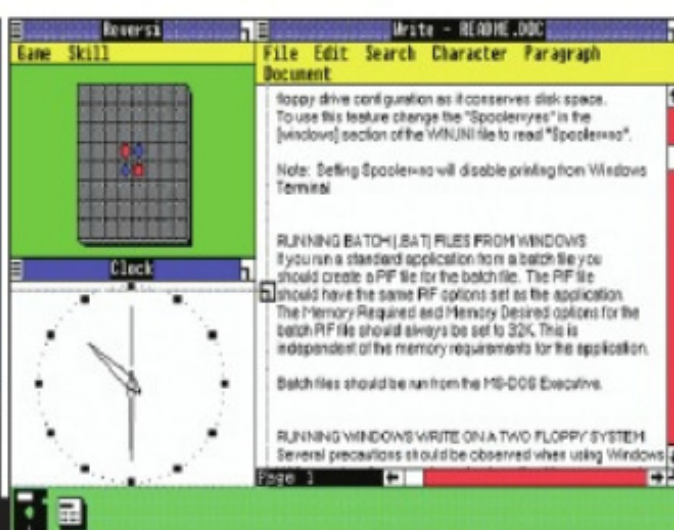 Reversi
Game Skill
Clock
Write - README.DOC
File Edit Search Character Paragraph
Document
floppy drive configuration as it conserves disk space.
To use this feature change the "Spooler=yes" in the
[windows] section of the WIN.INI file to read "Spooler=no".
Note: Setting Spooler=no will disable printing from Windows
Terminal
RUNNING BATCH (.BAT) FILES FROM WINDOWS
If you run a standard application from a batch file you
should create a PIF file for the batch file. The PIF file
should have the same PIF options set as the application.
The Memory Required and Memory Desired options for the
batch PIF file should always be set to 32K. This is
independent of the memory requirements for the application.
Batch files should be run from the MS-DOS Executive.
RUNNING WINDOWS WRITE ON A TWO FLOPPY SYSTEM
Several precautions should be observed when using Windows
Page 1